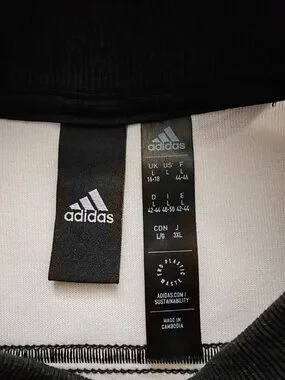 adidas
adidas
UK US F
L L L
16-18 44-46
D I E
L L L
42-44 48-50 42-44
CDN J
L/G 3XL
END PLASTIC WASTE
ADIDAS.COM/
SUSTAINABILITY
MADE IN
CAMBODIA